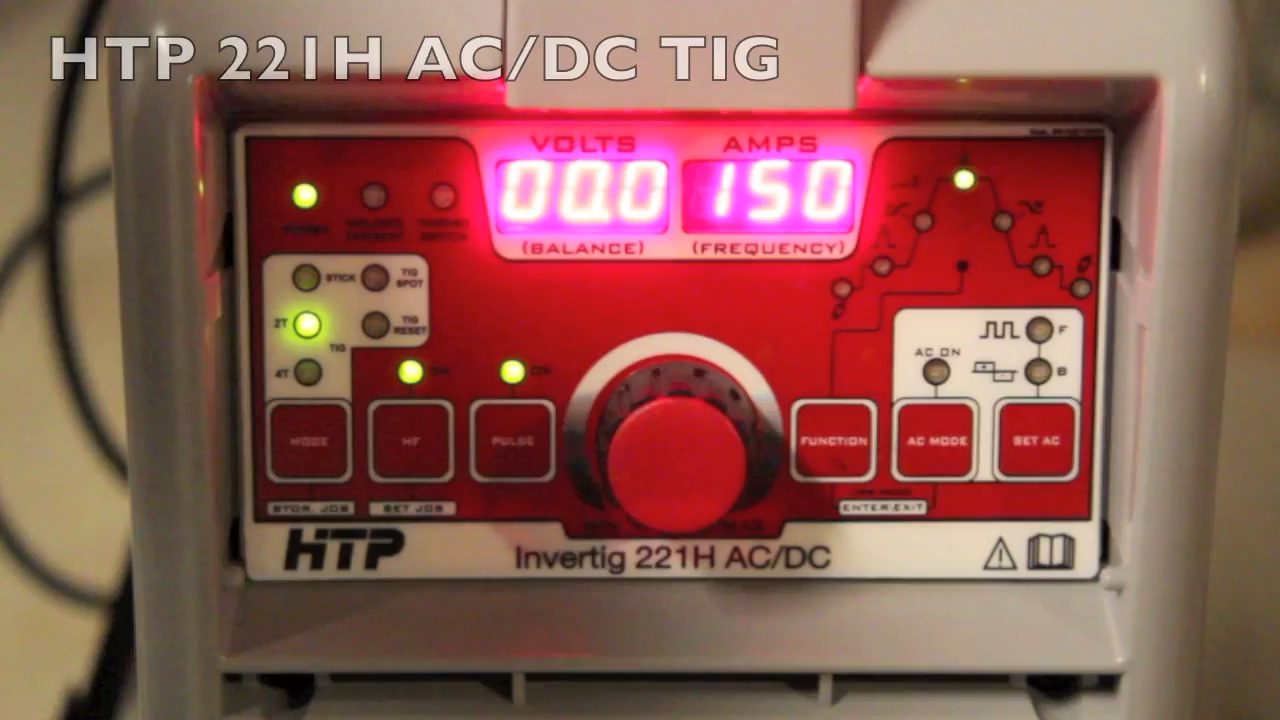 HTP 221H AC/DC TIG
VOLTS AMPS
00.0 150
(BALANCE) (FREQUENCY)
POWER
STICK TIG SPOT
2T TIG RESET
TIG
4T
ON ON
AC ON
F
B
MODE HF PULSE FUNCTION AC MODE SET AC
STOR. JOB SET JOB ENTER.EXIT
HTP Invertig 221H AC/DC